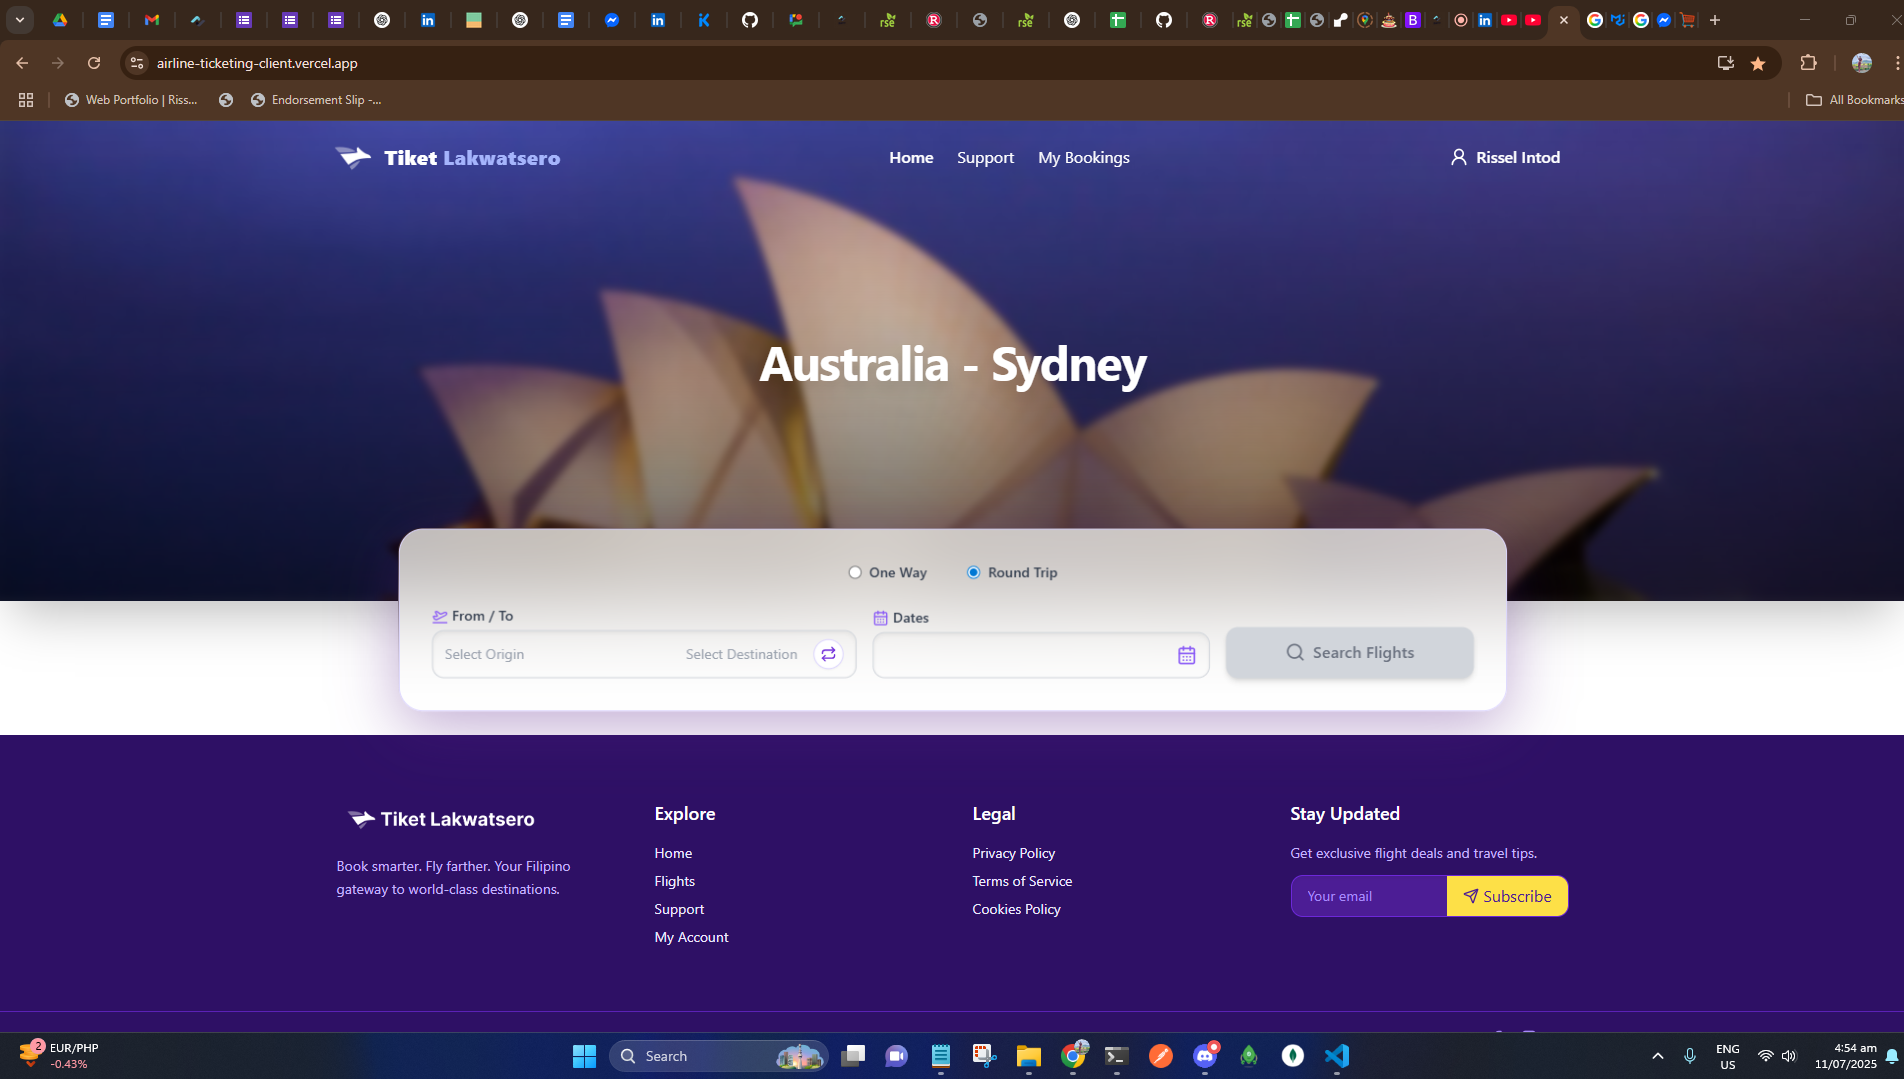 airline-ticketing-client.vercel.app
Web Portfolio | Riss...
Endorsement Slip -...
All Bookmarks
Tiket Lakwatsero
Home
Support
My Bookings
Rissel Intod
Australia - Sydney
One Way
Round Trip
From / To
Dates
Select Origin
Select Destination
Search Flights
Tiket Lakwatsero
Book smarter. Fly farther. Your Filipino
gateway to world-class destinations.
Explore
Home
Flights
Support
My Account
Legal
Privacy Policy
Terms of Service
Cookies Policy
Stay Updated
Get exclusive flight deals and travel tips.
Your email
Subscribe
2
EUR/PHP
-0.43%
Search
ENG
US
4:54 am
11/07/2025